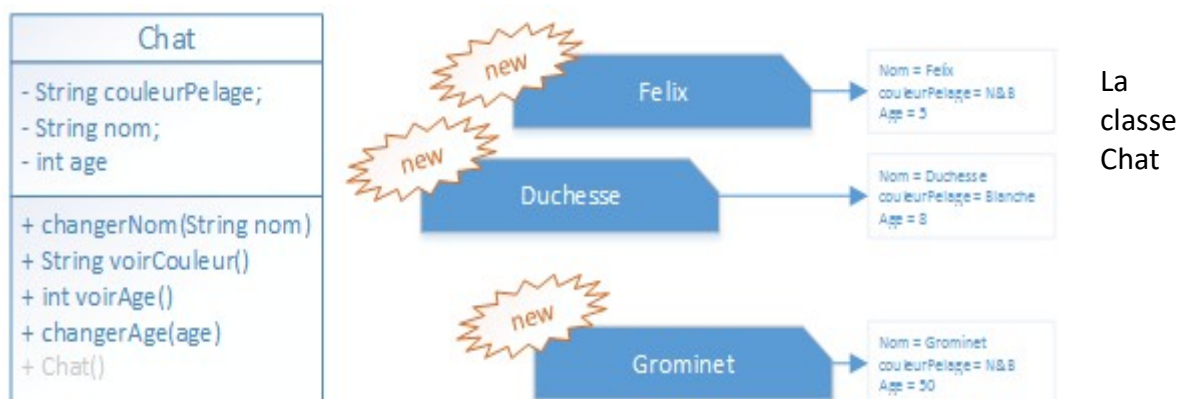 Chat
- String couleurPelage;
- String nom;
- int age
+ changerNom(String nom)
+ String voirCouleur()
+ int voirAge()
+ changerAge(age)
+ Chat()
new
Felix
Nom = Felix
couleurPelage = N&B
Age = 5
new
Duchesse
Nom = Duchesse
couleurPelage = Blanche
Age = 8
new
Grominet
Nom = Grominet
couleurPelage = N&B
Age = 50
La
classe
Chat